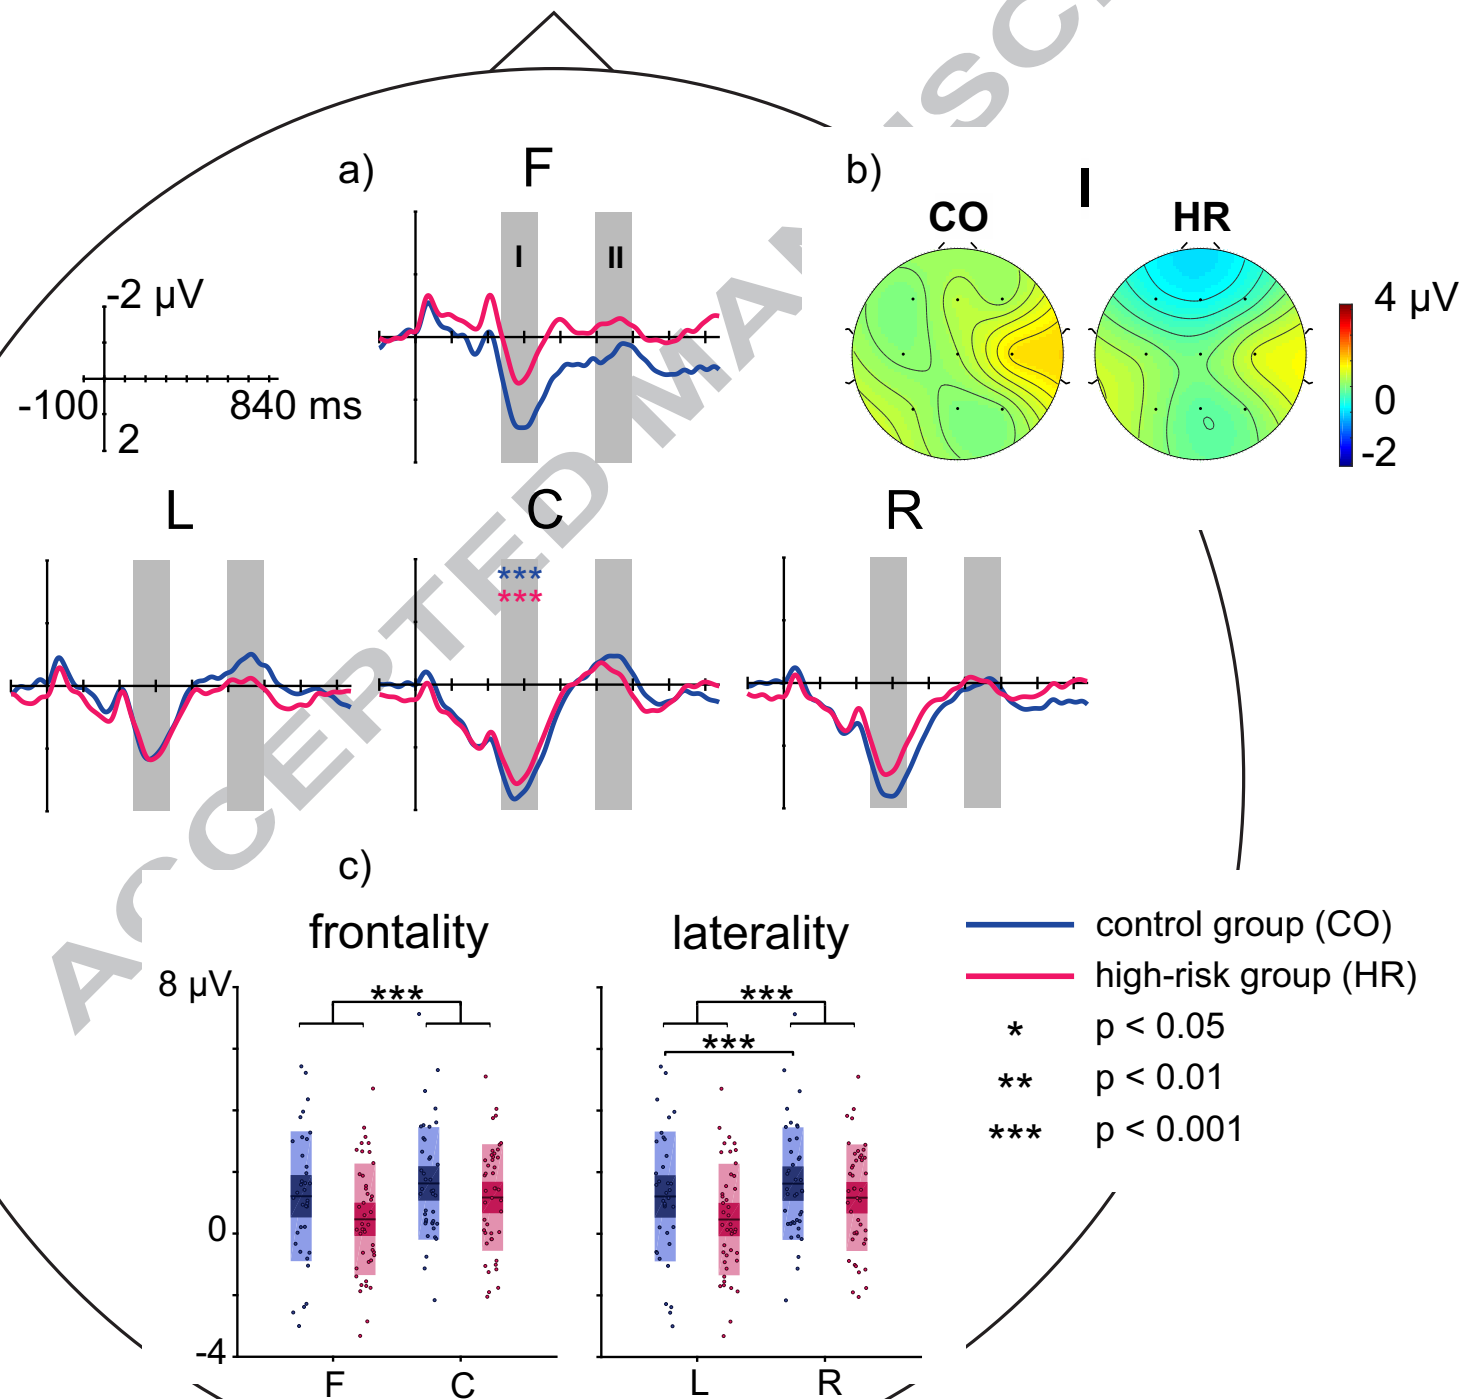 ACCEPTED MANUSC
a)
F
b)
I
CO
HR
I
II
-2 µV
-100
840 ms
2
4 µV
0
-2
L
C
R
***
***
c)
frontality
laterality
8 µV
0
-4
***
***
***
F
C
L
R
control group (CO)
high-risk group (HR)
* p < 0.05
** p < 0.01
*** p < 0.001